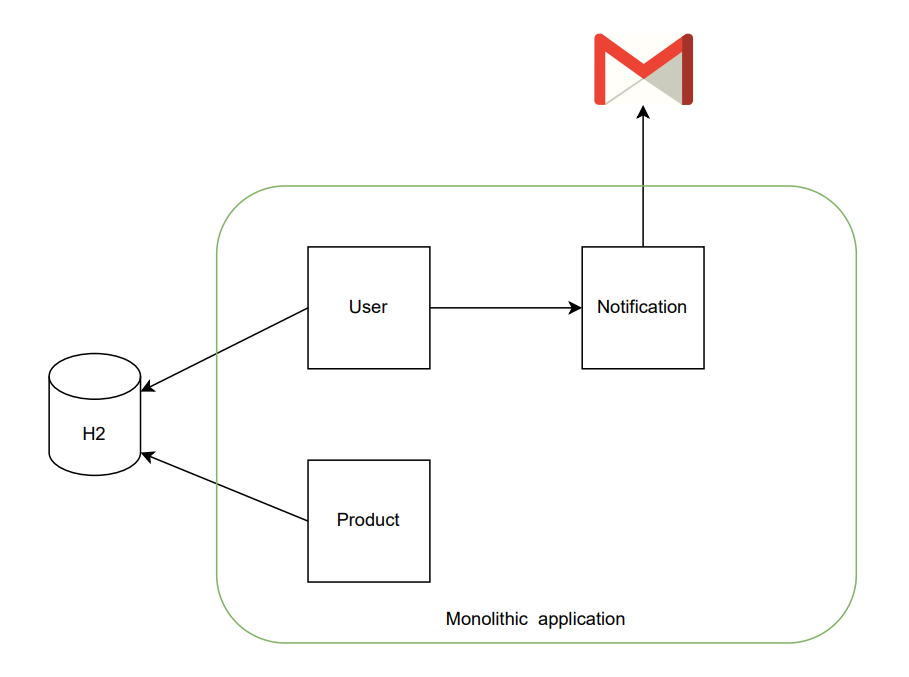 User
Notification
H2
Product
Monolithic application